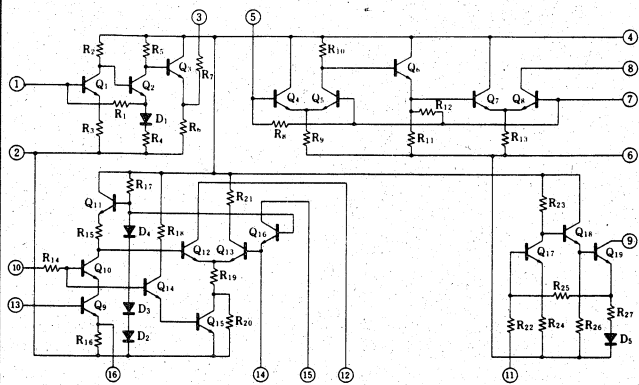 ③ ⑤ ④
R2 R5 Q3 R7 R10 Q6 ⑧
① Q1 Q2 Q4 Q5 R12 Q7 Q8 ⑦
R1 D1 R8
R3 R4 R6 R9 R11 R13
② ⑥
R17 R21 R23
Q11 D4 R18 Q16 Q18
R15 Q12 Q13 ⑨
R14 Q17 Q19
⑩ Q10 R19 R25
Q14
⑬ Q9 D3 R27
R16 D2 Q15 R20 R22 R24 R26 D5
⑯ ⑭ ⑮ ⑫ ⑪